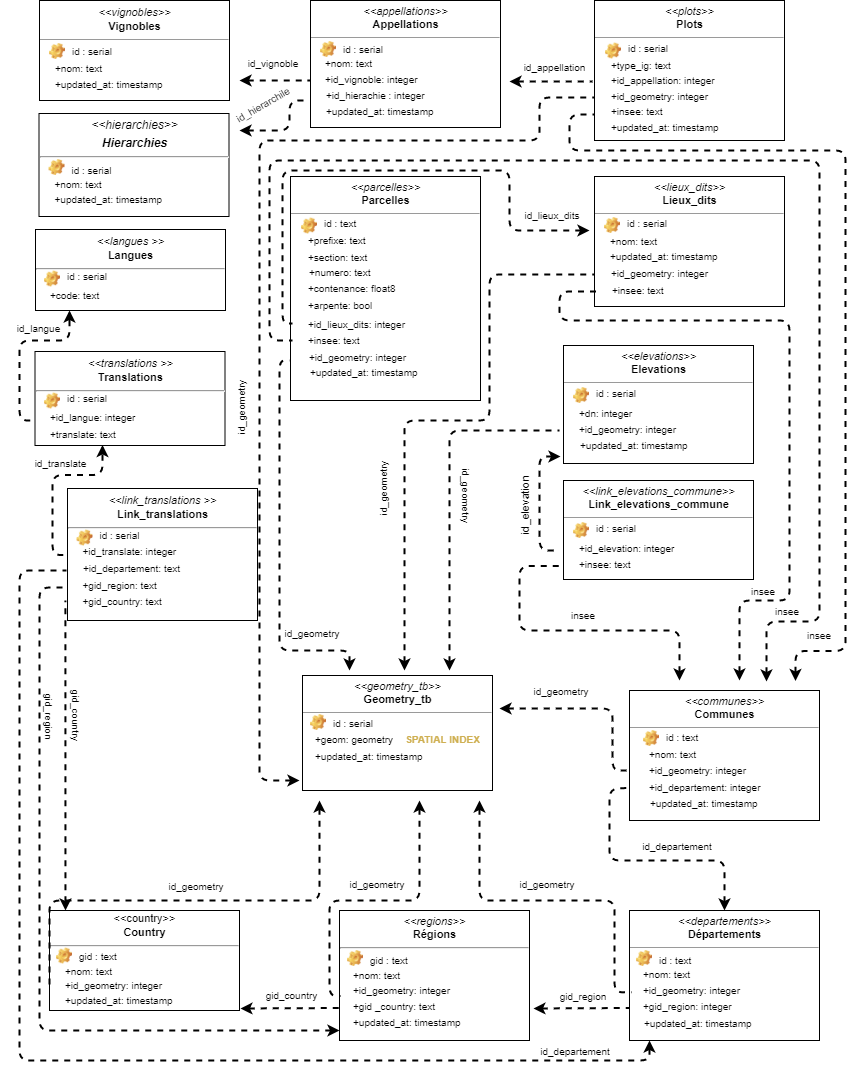 <<vignobles>>
Vignobles
id : serial
+nom: text
+updated_at: timestamp
<<appellations>>
Appellations
id : serial
+nom: text
+id_vignoble: integer
+id_hierachie : integer
+updated_at: timestamp
<<plots>>
Plots
id : serial
+type_ig: text
+id_appellation: integer
+id_geometry: integer
+insee: text
+updated_at: timestamp
id_vignoble
id_appellation
id_hierarchile
<<hierarchies>>
Hierarchies
id : serial
+nom: text
+updated_at: timestamp
<<parcelles>>
Parcelles
id : text
+prefixe: text
+section: text
+numero: text
+contenance: float8
+arpente: bool
+id_lieux_dits: integer
+insee: text
+id_geometry: integer
+updated_at: timestamp
id_lieux_dits
<<lieux_dits>>
Lieux_dits
id : serial
+nom: text
+updated_at: timestamp
+id_geometry: integer
+insee: text
<<langues >>
Langues
id : serial
+code: text
id_langue
<<translations >>
Translations
id : serial
+id_langue: integer
+translate: text
id_geometry
<<elevations>>
Elevations
id : serial
+dn: integer
+id_geometry: integer
+updated_at: timestamp
id_translate
id_geometry
id_geometry
id_elevation
<<link_translations >>
Link_translations
id : serial
+id_translate: integer
+id_departement: text
+gid_region: text
+gid_country: text
<<link_elevations_commune>>
Link_elevations_commune
id : serial
+id_elevation: integer
+insee: text
insee
insee
insee
insee
id_geometry
gid_region
gid_country
<<geometry_tb>>
Geometry_tb
id : serial
+geom: geometry SPATIAL INDEX
+updated_at: timestamp
id_geometry
<<communes>>
Communes
id : text
+nom: text
+id_geometry: integer
+id_departement: integer
+updated_at: timestamp
id_departement
id_geometry
id_geometry
id_geometry
<<country>>
Country
gid : text
+nom: text
+id_geometry: integer
+updated_at: timestamp
gid_country
<<regions>>
Régions
gid : text
+nom: text
+id_geometry: integer
+gid _country: text
+updated_at: timestamp
gid_region
<<departements>>
Départements
id : text
+nom: text
+id_geometry: integer
+gid_region: integer
+updated_at: timestamp
id_departement